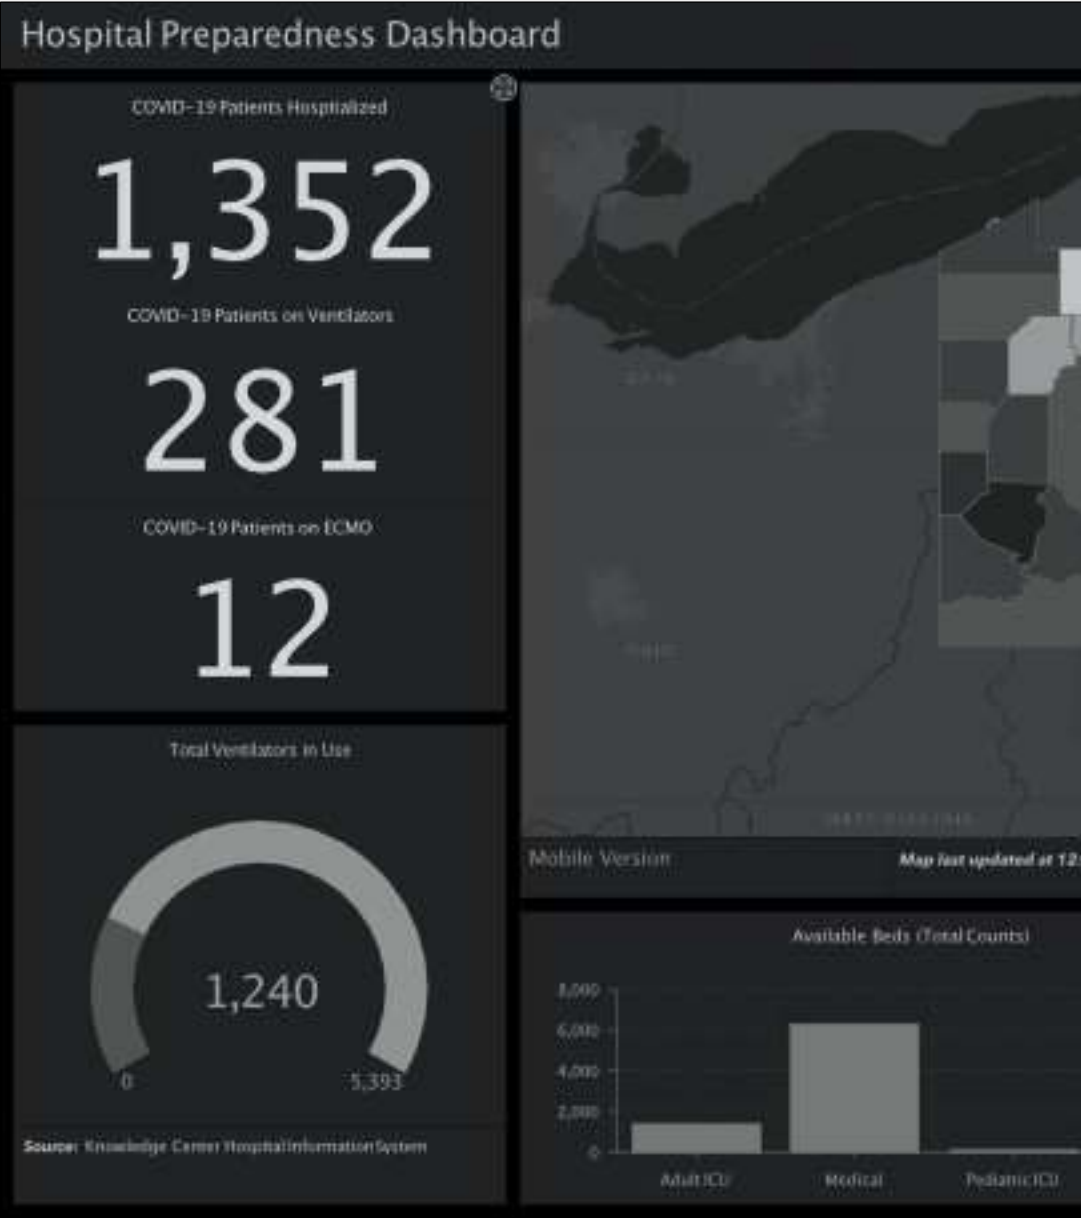 Hospital Preparedness Dashboard
COVID-19 Patients Hospitalized
1,352
COVID-19 Patients on Ventilators
281
COVID-19 Patients on ECMO
12
Total Ventilators in Use
1,240
0
5,393
Source: Knowledge Center Hospital Information System
OHIO
Mobile Version
Map last updated at 12:
Available Beds (Total Counts)
8,000
6,000
4,000
2,000
0
Adult ICU
Medical
Pediatric ICU